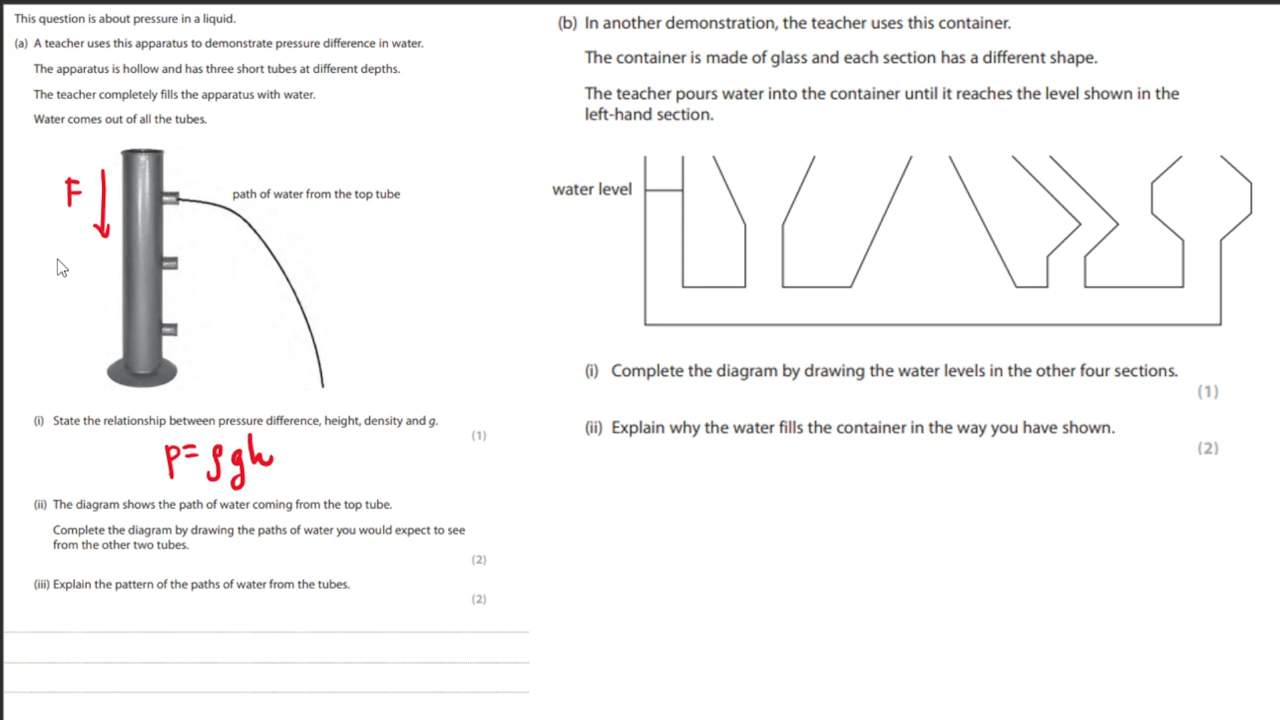 This question is about pressure in a liquid.
(a) A teacher uses this apparatus to demonstrate pressure difference in water.
The apparatus is hollow and has three short tubes at different depths.
The teacher completely fills the apparatus with water.
Water comes out of all the tubes.
F
path of water from the top tube
(i) State the relationship between pressure difference, height, density and g.
(1)
p = ρgh
(ii) The diagram shows the path of water coming from the top tube.
Complete the diagram by drawing the paths of water you would expect to see
from the other two tubes.
(2)
(iii) Explain the pattern of the paths of water from the tubes.
(2)
(b) In another demonstration, the teacher uses this container.
The container is made of glass and each section has a different shape.
The teacher pours water into the container until it reaches the level shown in the
left-hand section.
water level
(i) Complete the diagram by drawing the water levels in the other four sections.
(1)
(ii) Explain why the water fills the container in the way you have shown.
(2)